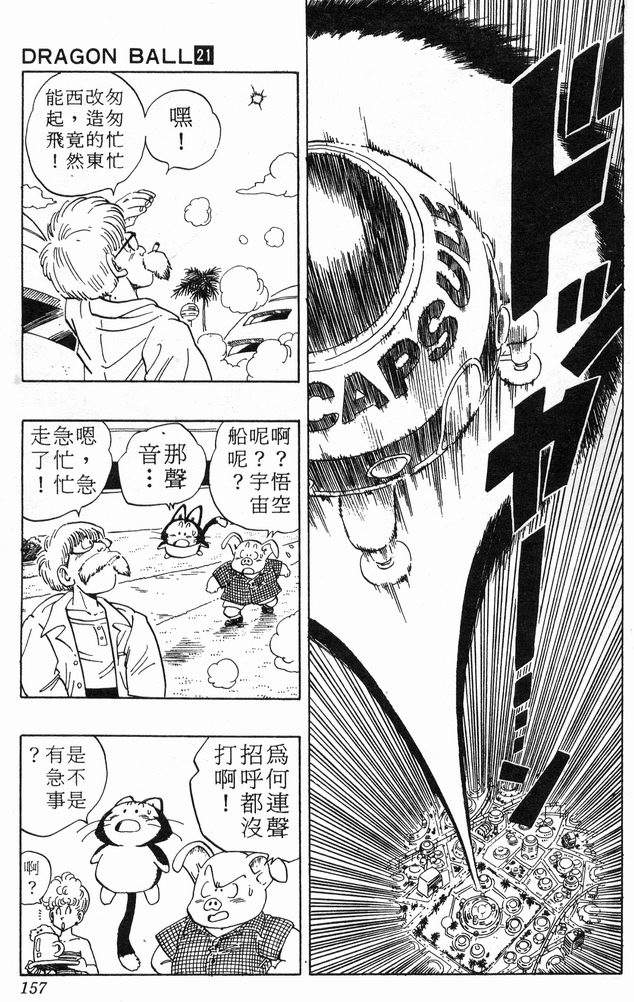 DRAGON BALL 21
CAPSULE
嘿！
匆匆忙忙
改造的東
西，竟然
能起飛！
啊？悟空
呢？宇宙
船呢？
那聲
音…
嗯，急
急忙忙
走了！
爲何連聲
招呼都沒
打啊！
是不是
有急事
？
啊？
157